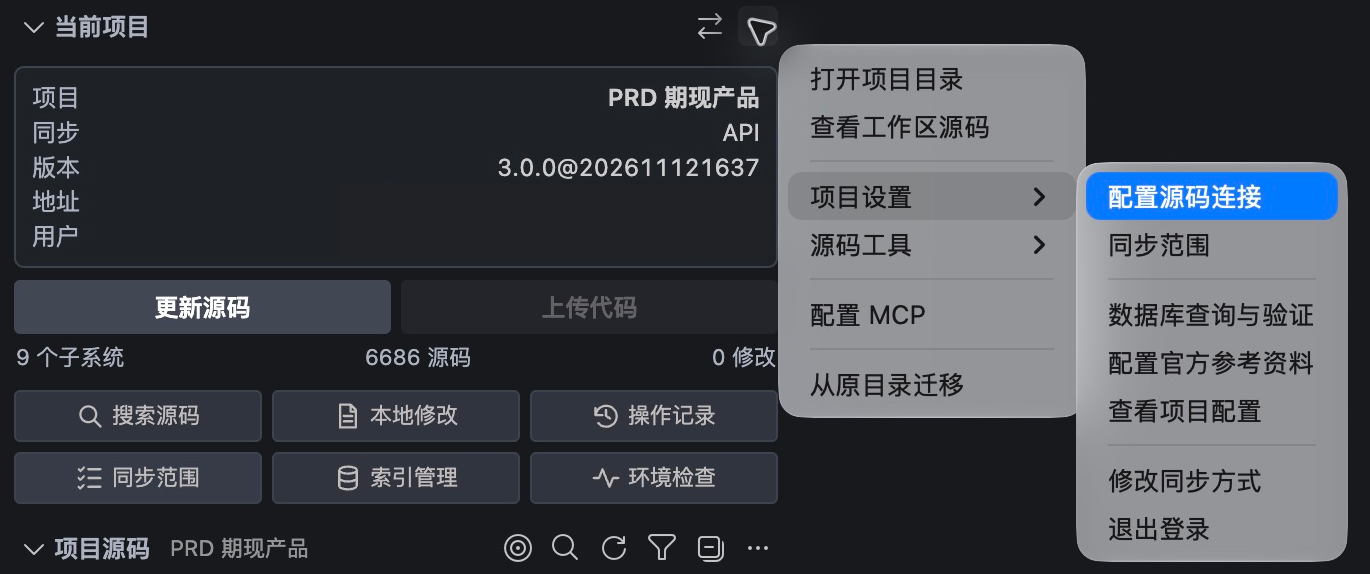 当前项目
项目 PRD 期现产品
同步 API
版本 3.0.0@202611121637
地址
用户
更新源码 上传代码
9 个子系统 6686 源码 0 修改
搜索源码 本地修改 操作记录
同步范围 索引管理 环境检查
项目源码 PRD 期现产品
打开项目目录
查看工作区源码
项目设置
源码工具
配置 MCP
从原目录迁移
配置源码连接
同步范围
数据库查询与验证
配置官方参考资料
查看项目配置
修改同步方式
退出登录